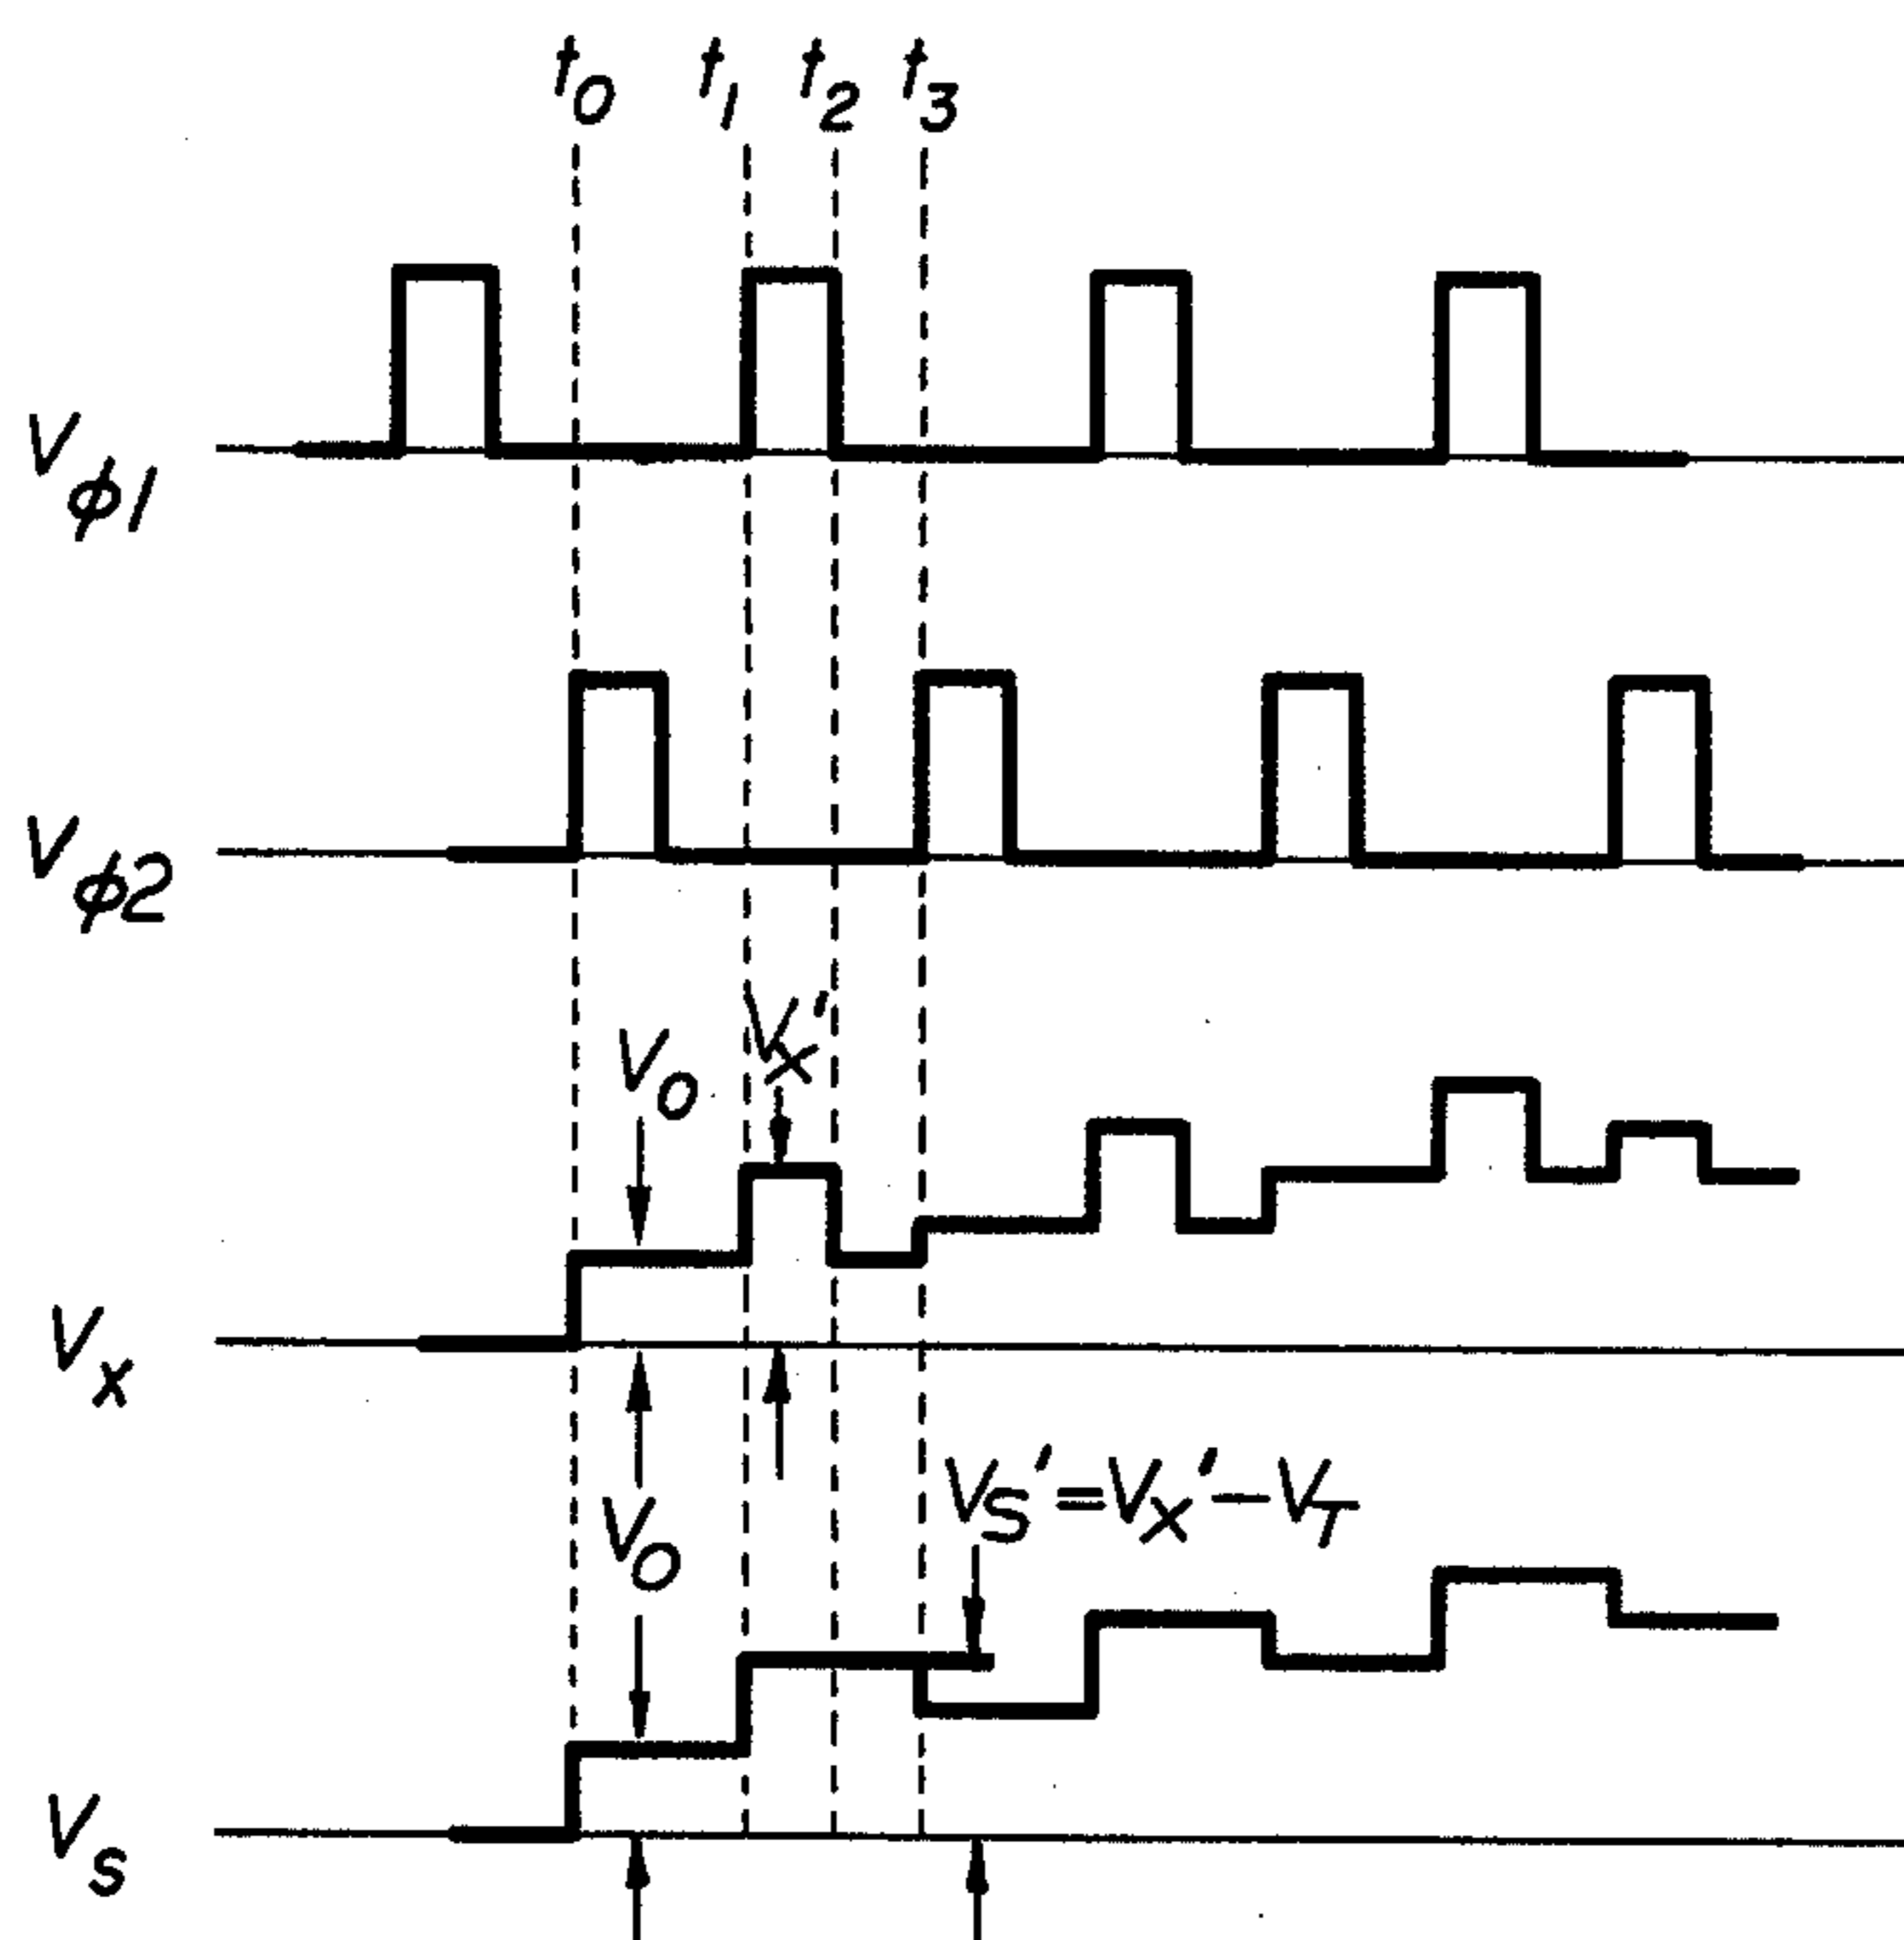 t0 t1 t2 t3
Vϕ1
Vϕ2
V0 Vx'
Vx
VS'=VX'-VT
V0
VS